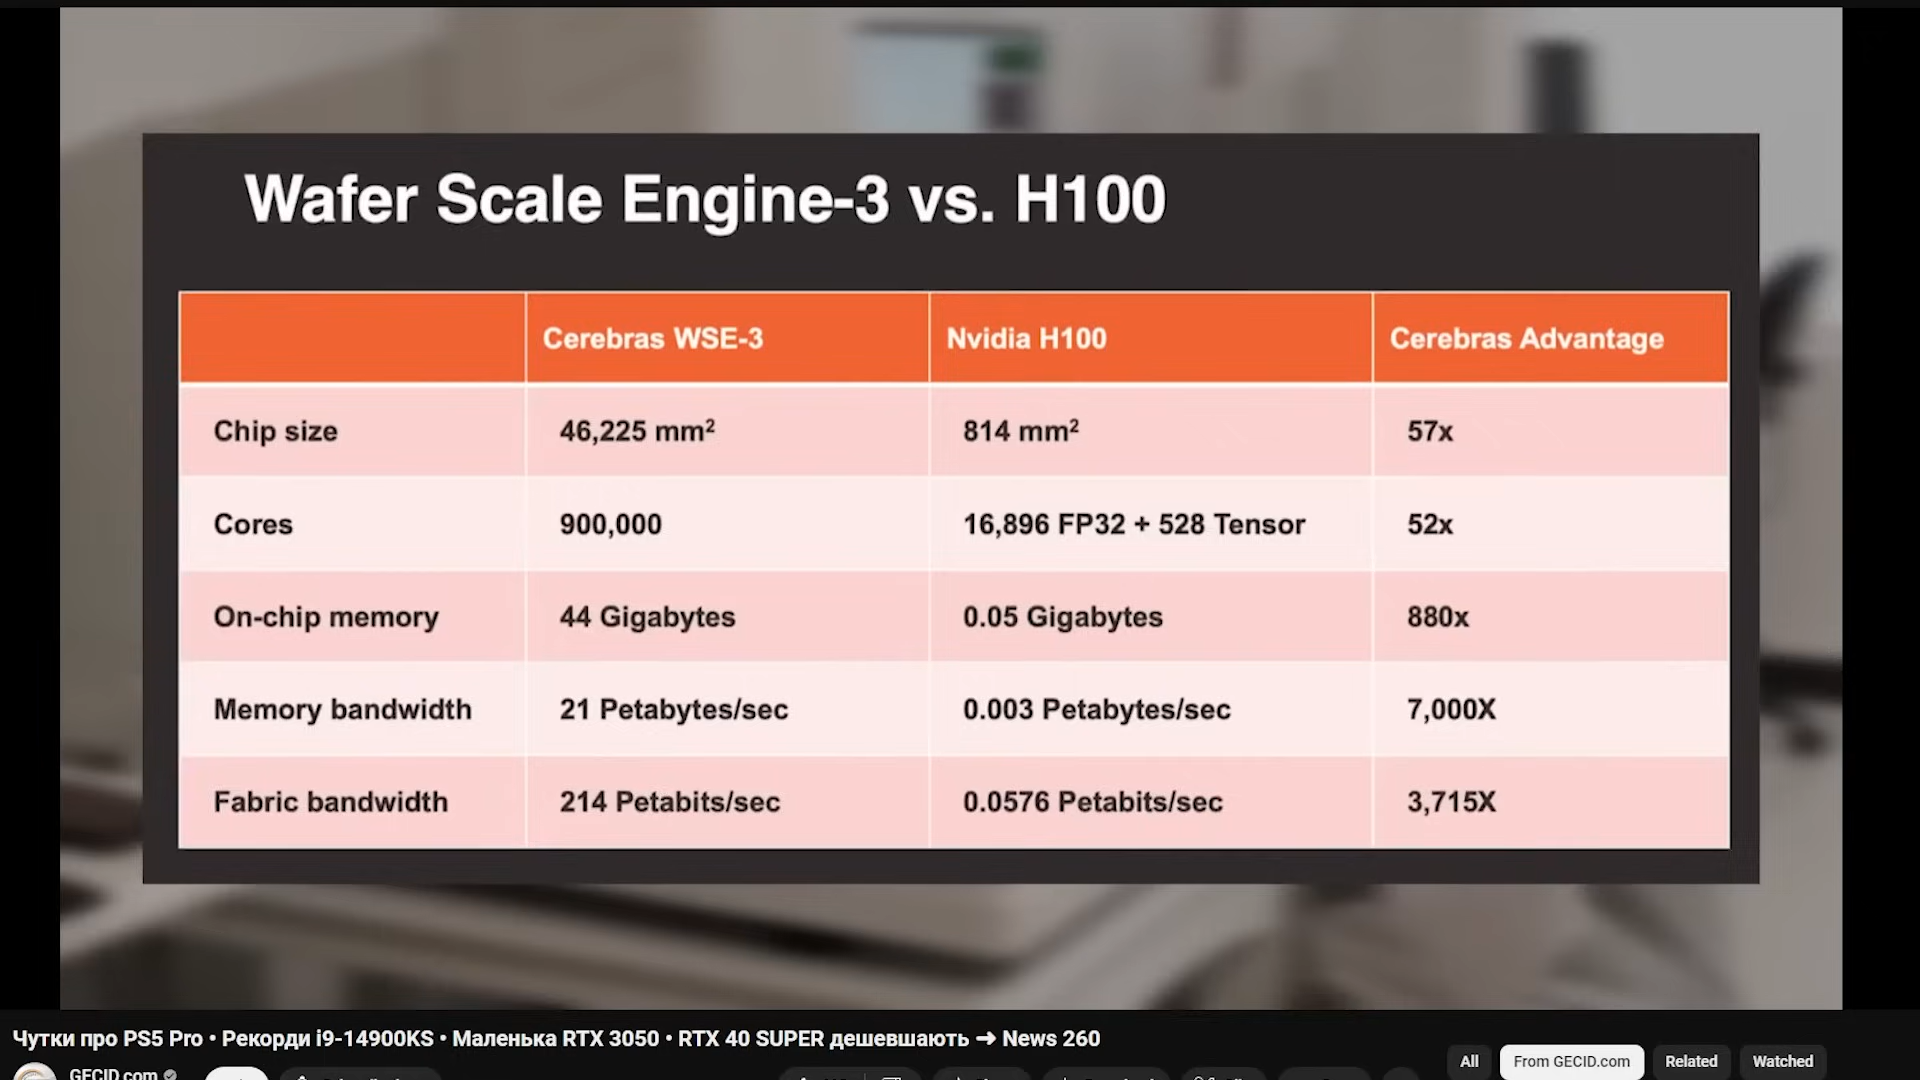 Wafer Scale Engine-3 vs. H100
Cerebras WSE-3 Nvidia H100 Cerebras Advantage
Chip size 46,225 mm² 814 mm² 57x
Cores 900,000 16,896 FP32 + 528 Tensor 52x
On-chip memory 44 Gigabytes 0.05 Gigabytes 880x
Memory bandwidth 21 Petabytes/sec 0.003 Petabytes/sec 7,000X
Fabric bandwidth 214 Petabits/sec 0.0576 Petabits/sec 3,715X
Чутки про PS5 Pro • Рекорди i9-14900KS • Маленька RTX 3050 • RTX 40 SUPER дешевшають ➜ News 260
GECID.com
All From GECID.com Related Watched